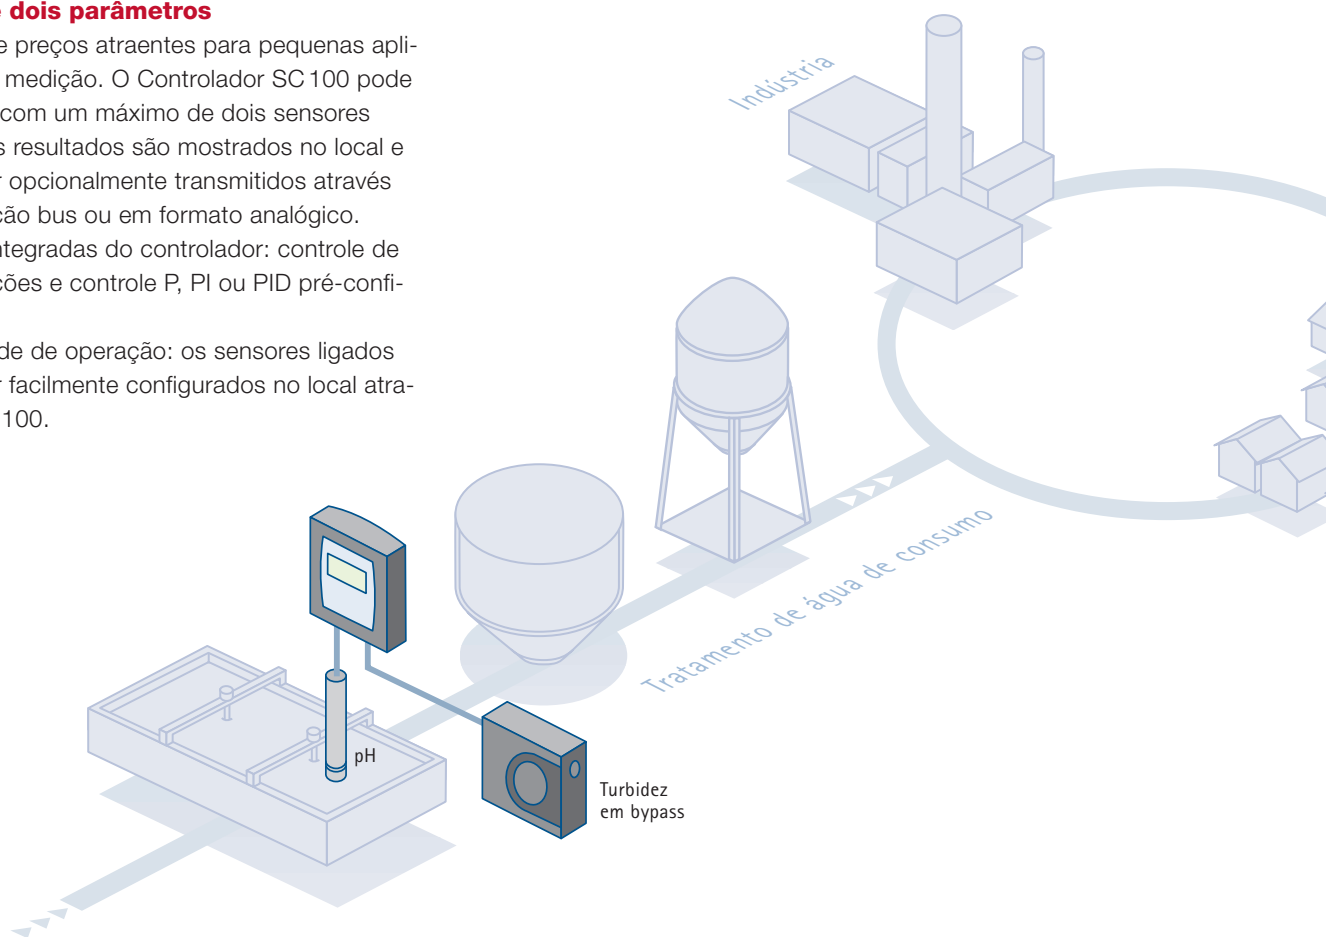 e dois parâmetros
e preços atraentes para pequenas apli-
medição. O Controlador SC 100 pode
com um máximo de dois sensores
s resultados são mostrados no local e
r opcionalmente transmitidos através
ção bus ou em formato analógico.
ntegradas do controlador: controle de
ções e controle P, PI ou PID pré-confi-
de de operação: os sensores ligados
r facilmente configurados no local atra-
100.
Indústria
Tratamento de água de consumo
pH
Turbidez
em bypass